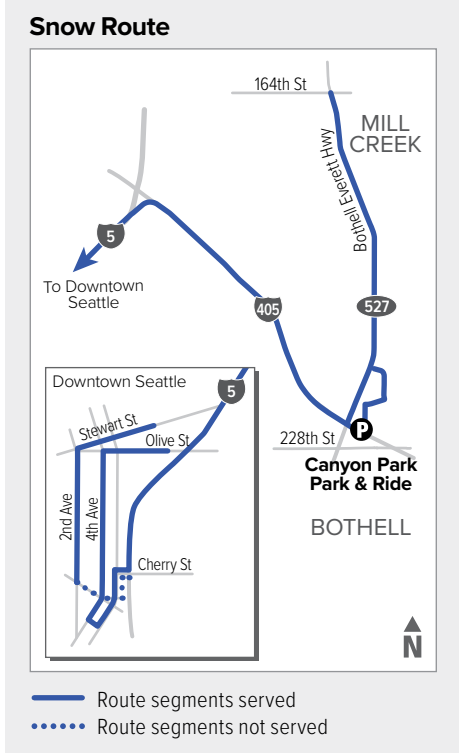 Snow Route
164th St
MILL
CREEK
Bothell Everett Hwy
5
To Downtown
Seattle
405
527
Downtown Seattle
5
Stewart St
Olive St
2nd Ave
4th Ave
Cherry St
P
228th St
Canyon Park
Park & Ride
BOTHELL
N
Route segments served
Route segments not served